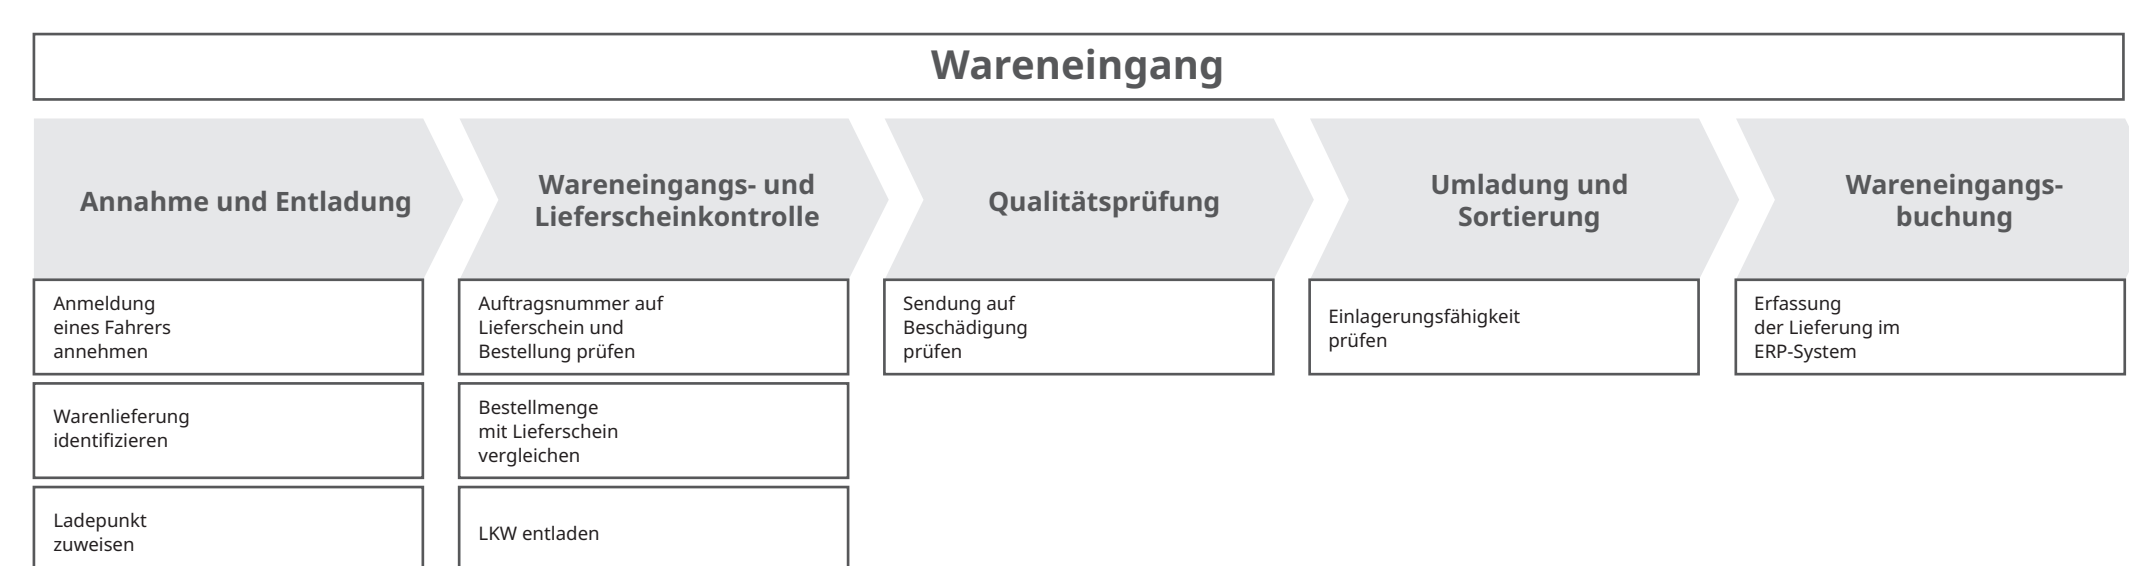 Wareneingang
Annahme und Entladung
Wareneingangs- und
Lieferscheinkontrolle
Qualitätsprüfung
Umladung und
Sortierung
Wareneingangs-
buchung
Anmeldung
eines Fahrers
annehmen
Warenlieferung
identifizieren
Ladepunkt
zuweisen
Auftragsnummer auf
Lieferschein und
Bestellung prüfen
Bestellmenge
mit Lieferschein
vergleichen
LKW entladen
Sendung auf
Beschädigung
prüfen
Einlagerungsfähigkeit
prüfen
Erfassung
der Lieferung im
ERP-System